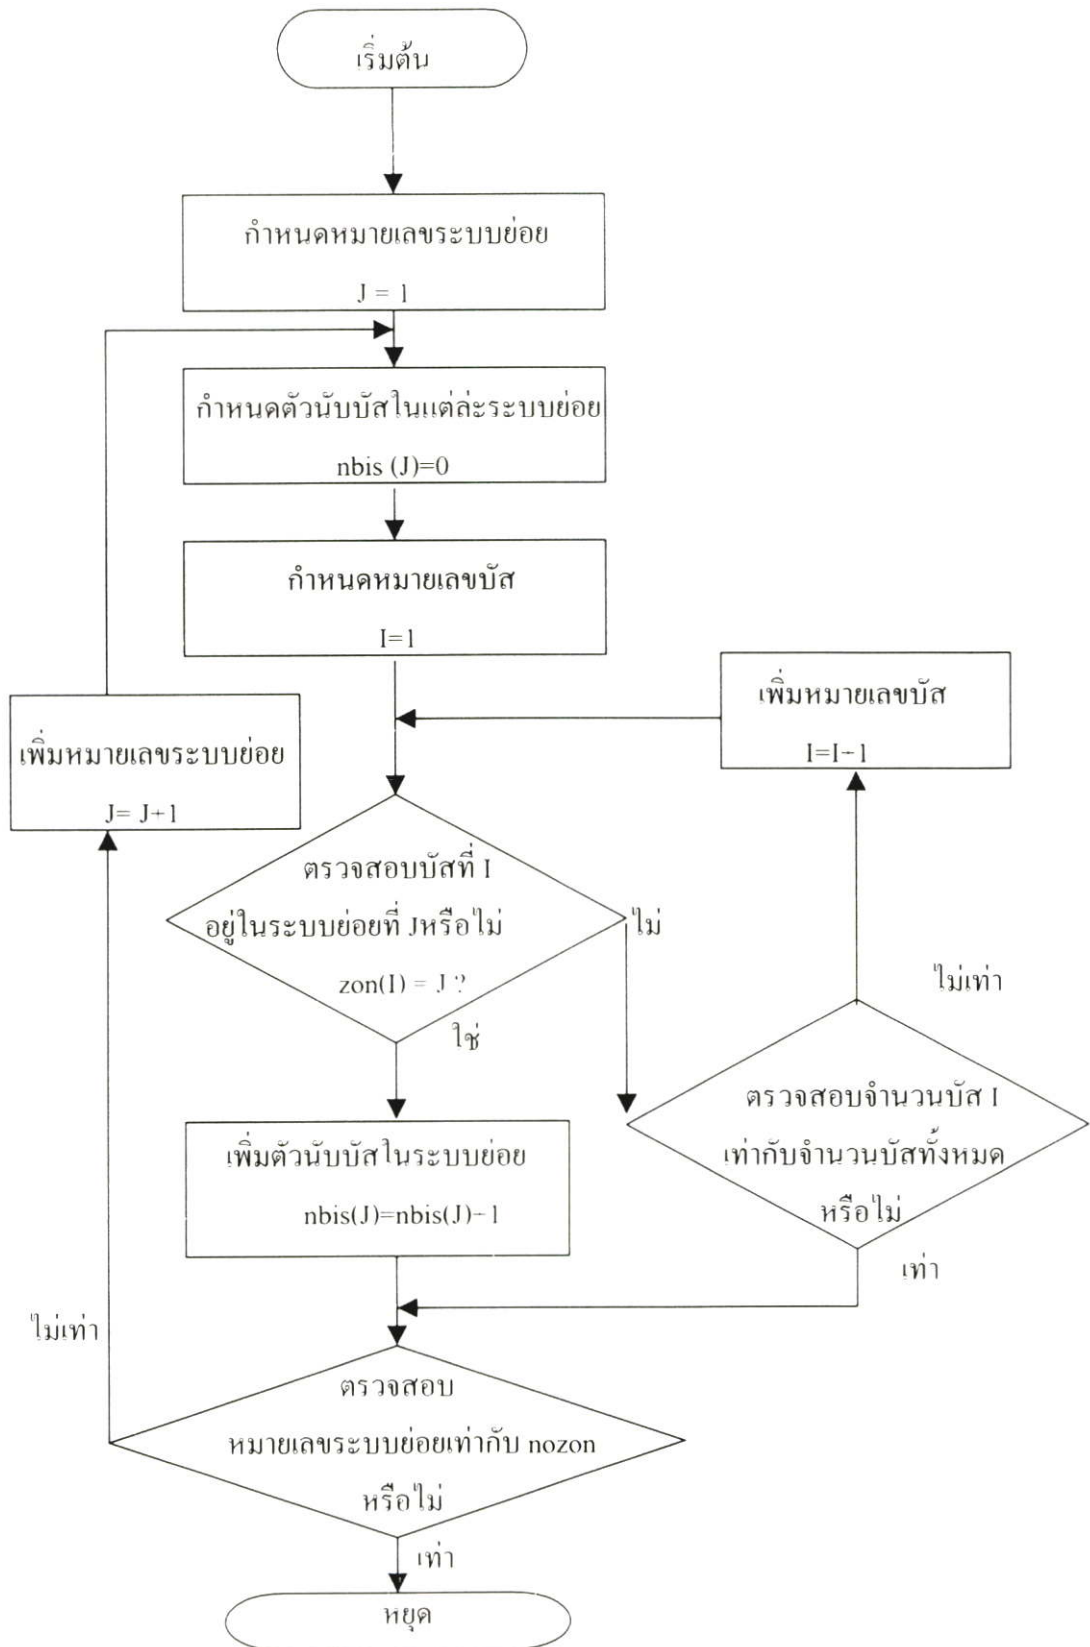 เริ่มต้น
กำหนดหมายเลขระบบย่อย
J = 1
กำหนดตัวนับบัสในแต่ล่ะระบบย่อย
nbis (J)=0
กำหนดหมายเลขบัส
I=1
เพิ่มหมายเลขบัส
I=I-1
เพิ่มหมายเลขระบบย่อย
J= J+1
ตรวจสอบบัสที่ I
อยู่ในระบบย่อยที่ Jหรือไม่
zon(I) = J ?
ไม่
ใช่
ไม่เท่า
ตรวจสอบจำนวนบัส I
เท่ากับจำนวนบัสทั้งหมด
หรือไม่
เท่า
เพิ่มตัวนับบัสในระบบย่อย
nbis(J)=nbis(J)-1
ไม่เท่า
ตรวจสอบ
หมายเลขระบบย่อยเท่ากับ nozon
หรือไม่
เท่า
หยุด